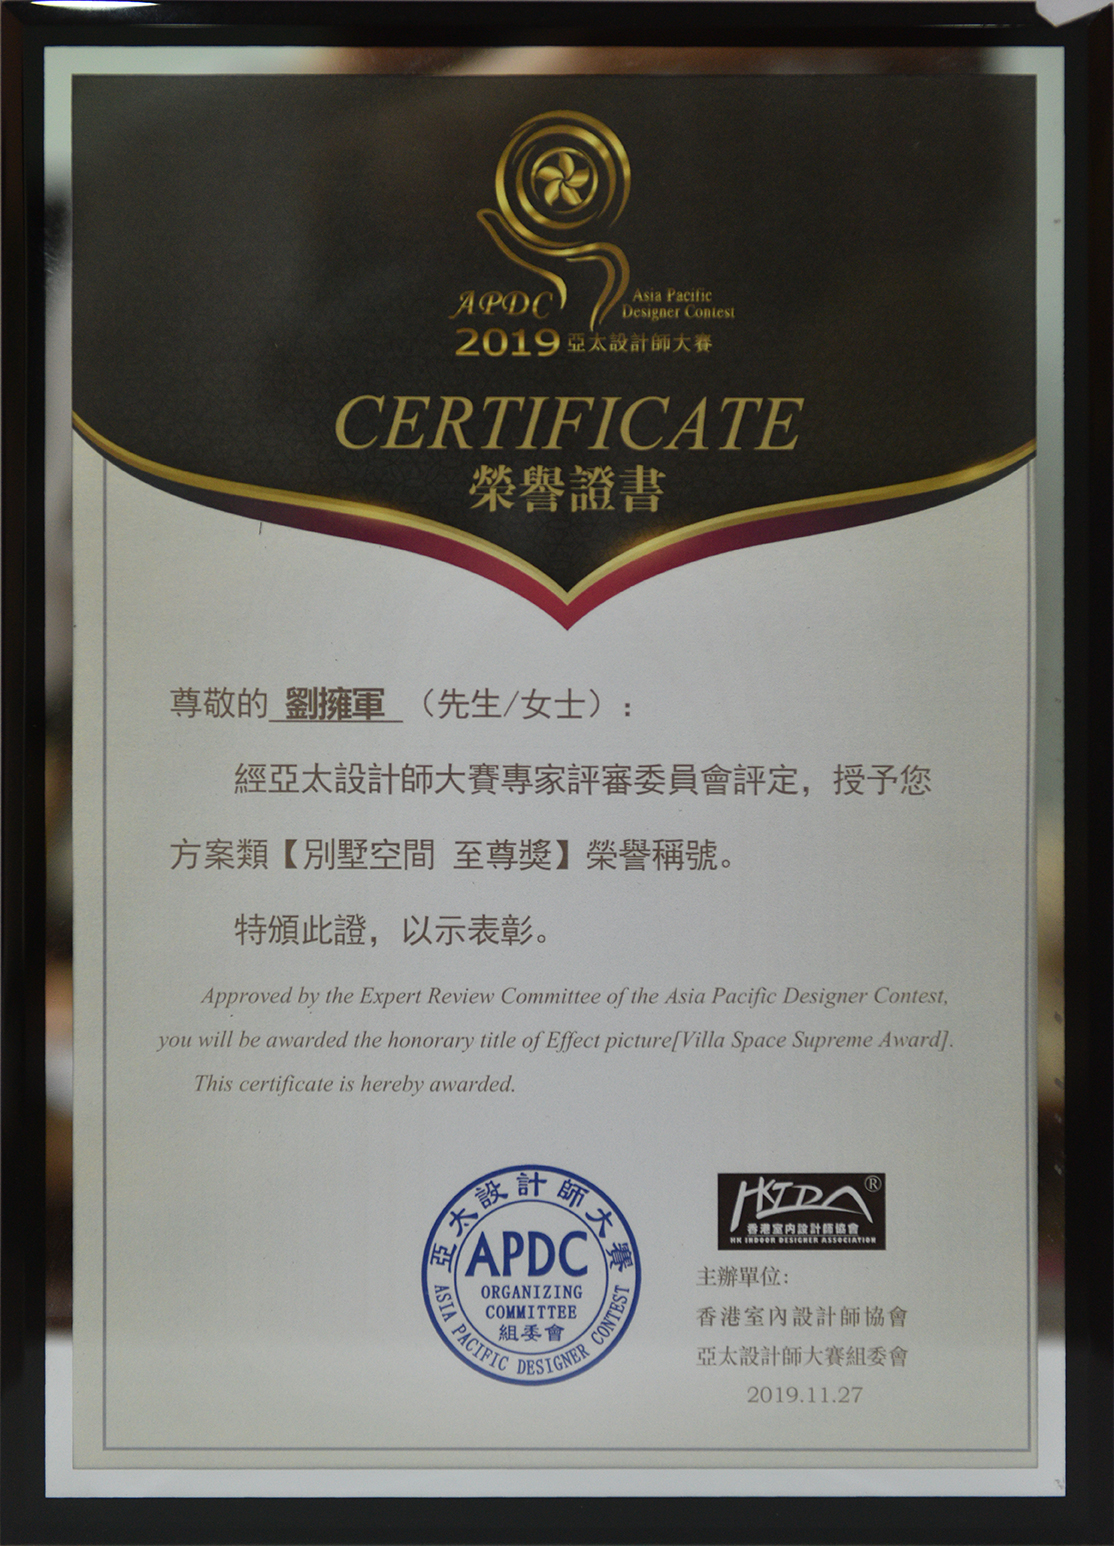 APDC
Asia Pacific
Designer Contest
2019 亞太設計師大賽
CERTIFICATE
榮譽證書
尊敬的 劉擁軍 （先生/女士）：
經亞太設計師大賽專家評審委員會評定，授予您
方案類【別墅空間 至尊獎】榮譽稱號。
特頒此證，以示表彰。
Approved by the Expert Review Committee of the Asia Pacific Designer Contest,
you will be awarded the honorary title of Effect picture[Villa Space Supreme Award].
This certificate is hereby awarded.
亞太設計師大賽
APDC
ORGANIZING
COMMITTEE
組委會
ASIA PACIFIC DESIGNER CONTEST
HKIDA®
香港室内設計師協會
HK INDOOR DESIGNER ASSOCIATION
主辦單位：
香港室內設計師協會
亞太設計師大賽組委會
2019.11.27